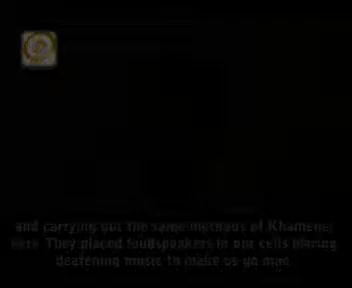 and carrying out the same methods of Khamenei
here. They placed loudspeakers in our cells blaring
deafening music to make us go mad